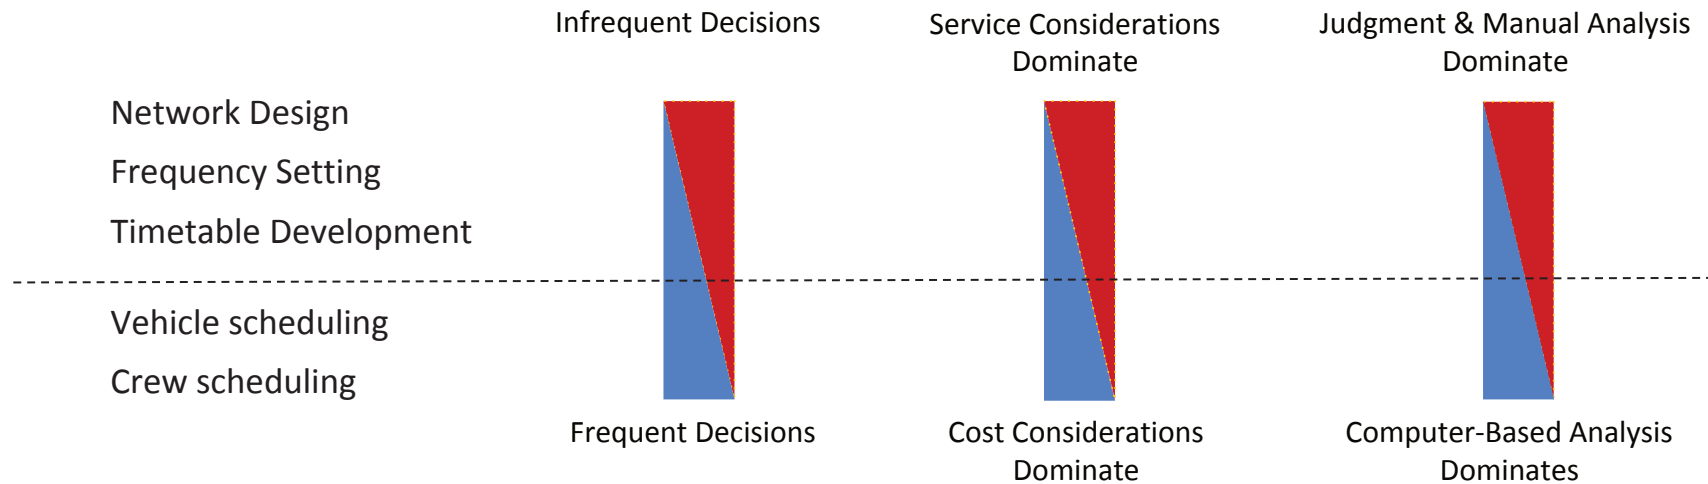 Infrequent Decisions
Service Considerations
Dominate
Judgment & Manual Analysis
Dominate
Network Design
Frequency Setting
Timetable Development
Vehicle scheduling
Crew scheduling
Frequent Decisions
Cost Considerations
Dominate
Computer-Based Analysis
Dominates